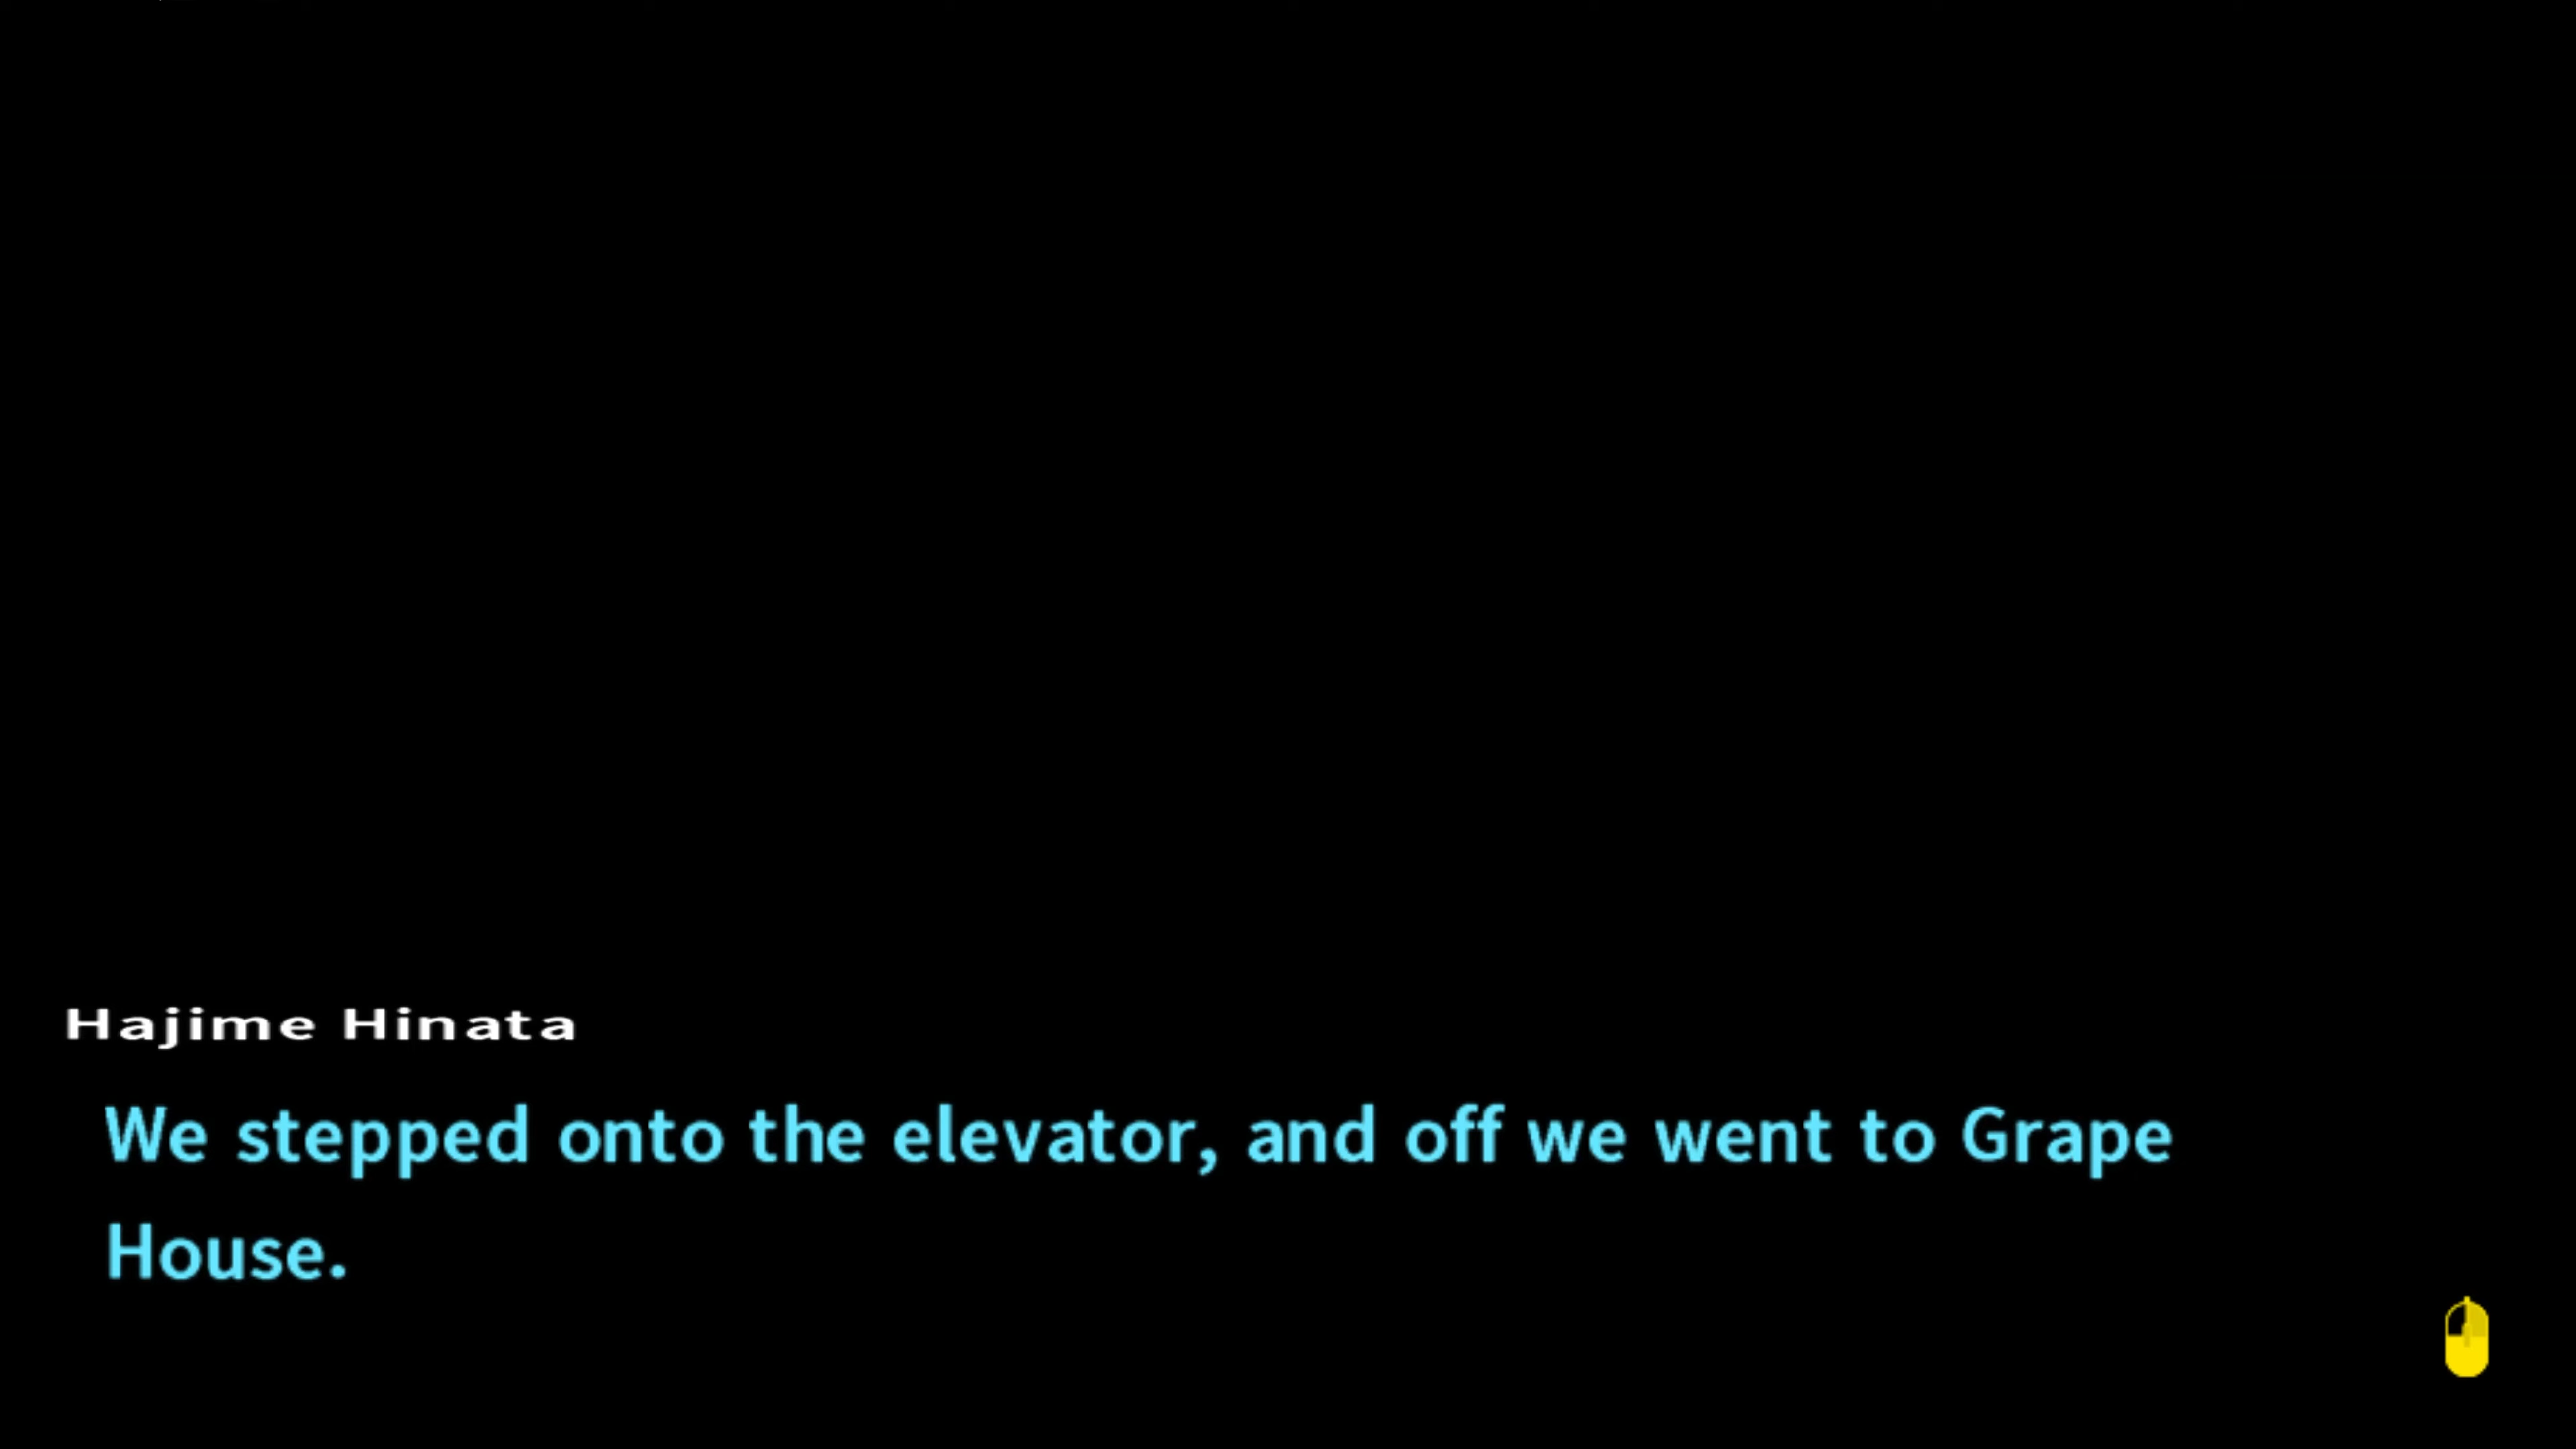 Hajime Hinata
We stepped onto the elevator, and off we went to Grape
House.